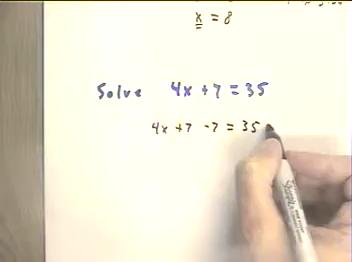 x = 8
Solve 4x + 7 = 35
4x + 7 - 7 = 35